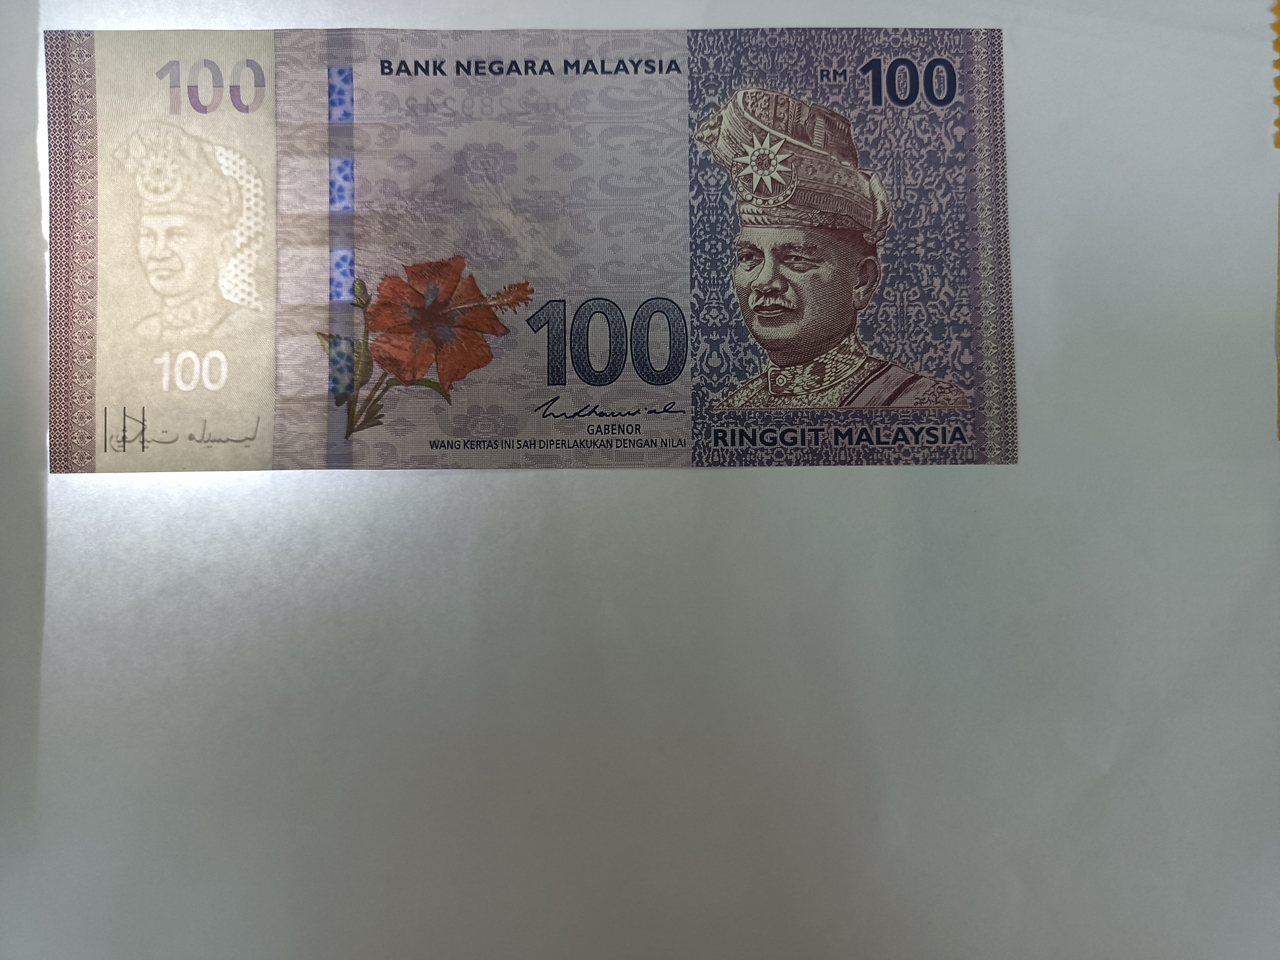 100
BANK NEGARA MALAYSIA
RM 100
100
100
GABENOR
WANG KERTAS INI SAH DIPERLAKUKAN DENGAN NILAI
RINGGIT MALAYSIA